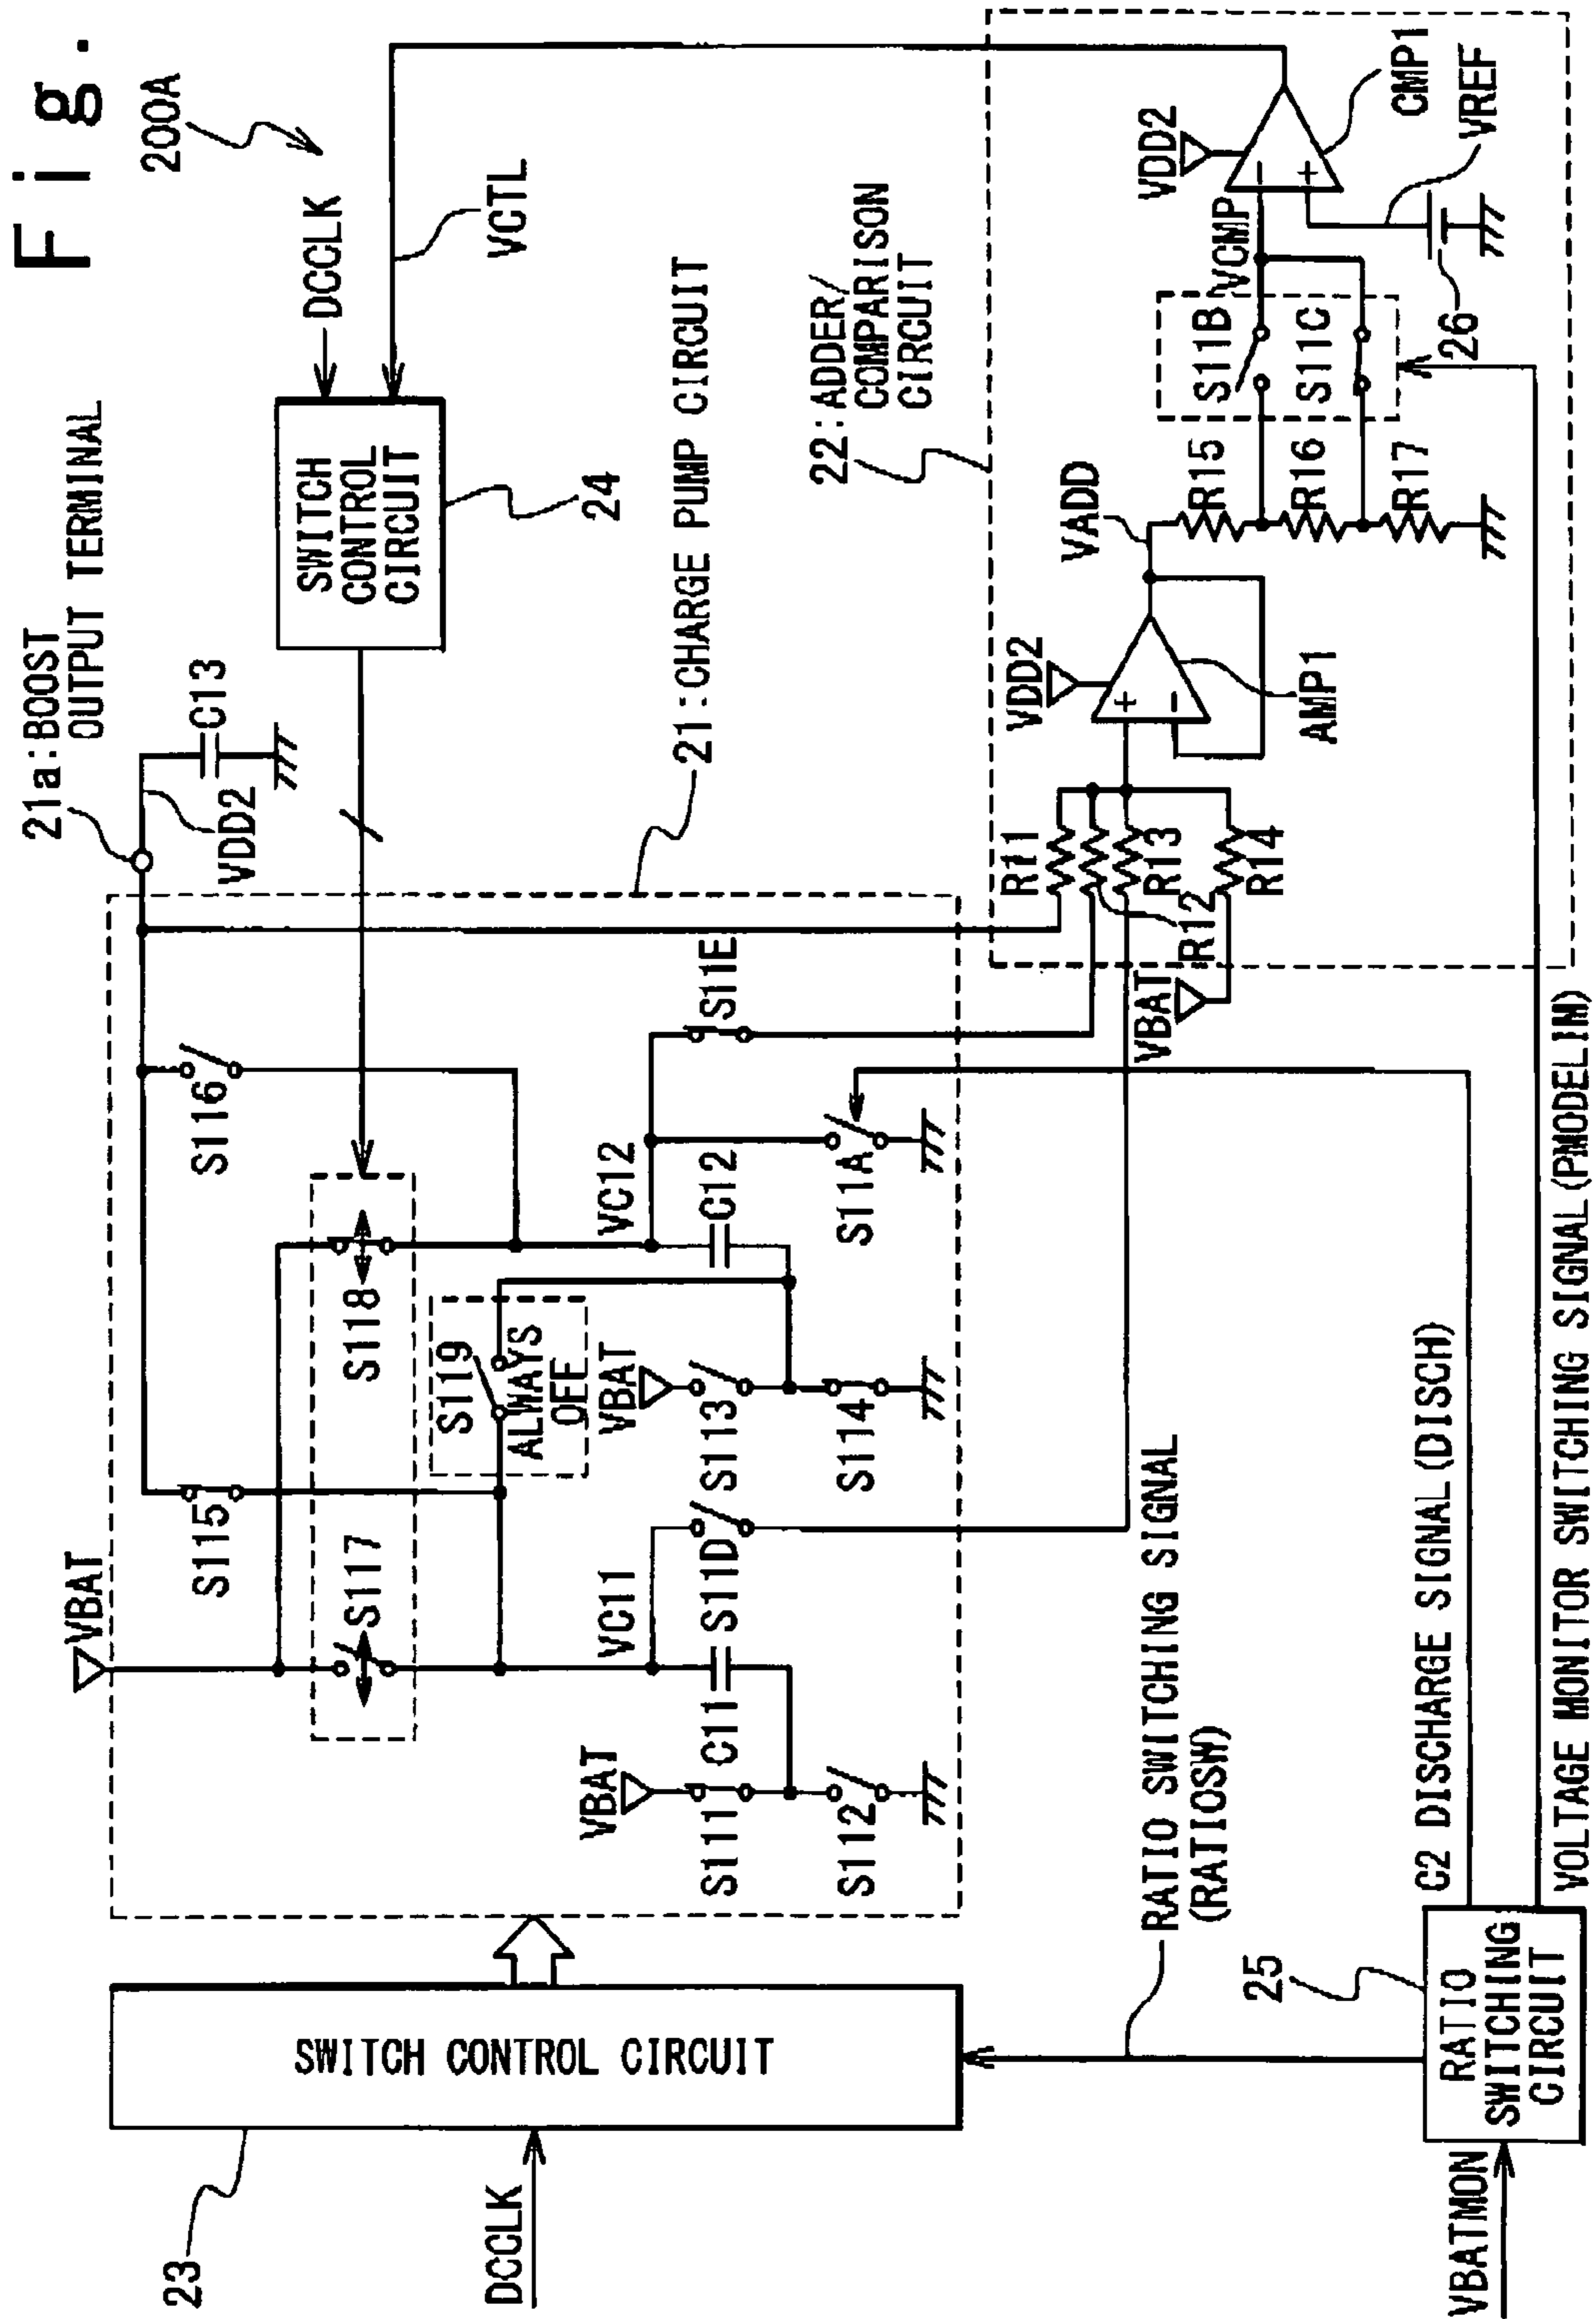 Fig.
200A
21a:BOOST
OUTPUT TERMINAL
VDD2
C13
DCCLK
VCTL
SWITCH
CONTROL
CIRCUIT
24
21:CHARGE PUMP CIRCUIT
22:ADDER/
COMPARISON
CIRCUIT
VBAT
S115
S116
S117
S118
S119
ALWAYS
OFF
VC11
VC12
VBAT
S111
S112
C11
S11D
VBAT
S113
S114
C12
S11A
S11E
R11
R12
R13
VBAT
R14
VDD2
AMP1
VADD
R15
R16
R17
S11B
S11C
VCMP
VDD2
CMP1
VREF
26
SWITCH CONTROL CIRCUIT
23
DCCLK
RATIO SWITCHING SIGNAL
(RATIOSW)
25
RATIO
SWITCHING
CIRCUIT
VBATMON
C2 DISCHARGE SIGNAL(DISCH)
VOLTAGE MONITOR SWITCHING SIGNAL(PMODELIM)